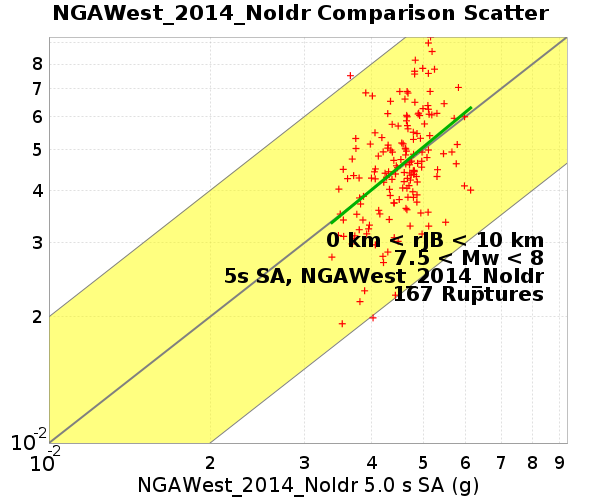 NGAWest_2014_NoIdr Comparison Scatter
8
7
6
5
4
3
2
10-2
0 km < rJB < 10 km
7.5 < Mw < 8
5s SA, NGAWest_2014_NoIdr
167 Ruptures
10-2
2 3 4 5 6 7 8 9
NGAWest_2014_NoIdr 5.0 s SA (g)